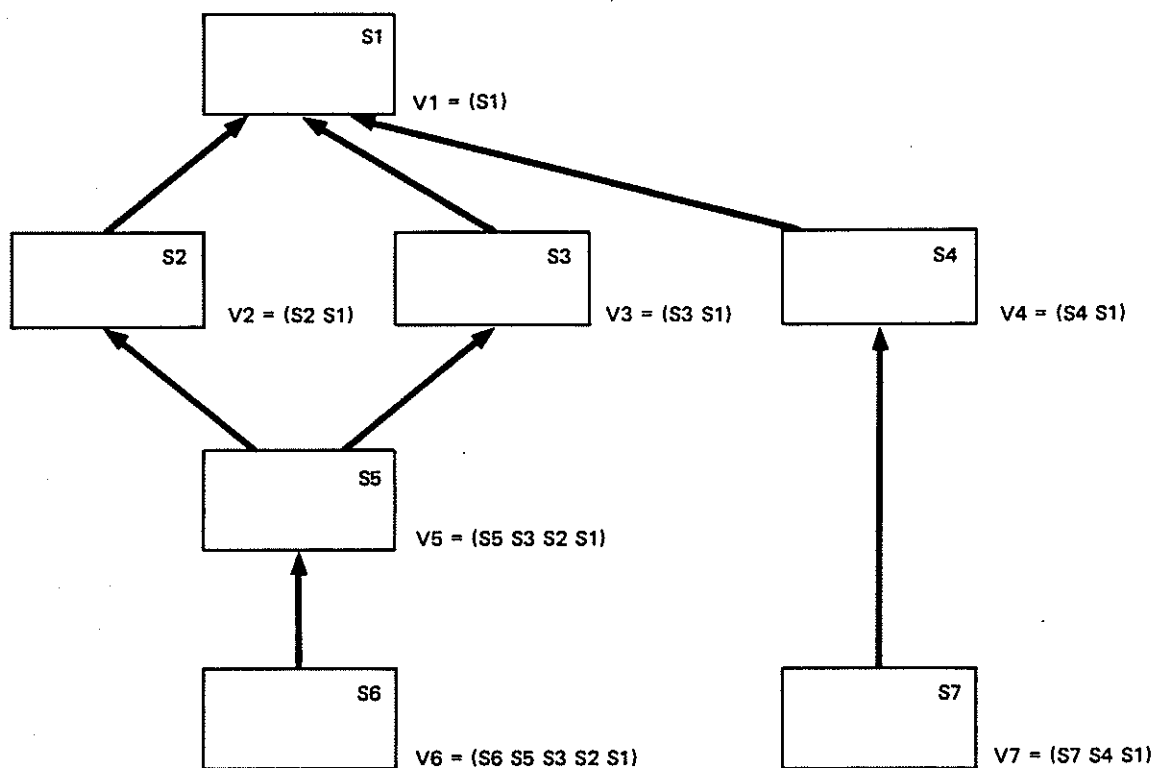 S1
V1 = (S1)
S2
V2 = (S2 S1)
S3
V3 = (S3 S1)
S4
V4 = (S4 S1)
S5
V5 = (S5 S3 S2 S1)
S6
V6 = (S6 S5 S3 S2 S1)
S7
V7 = (S7 S4 S1)